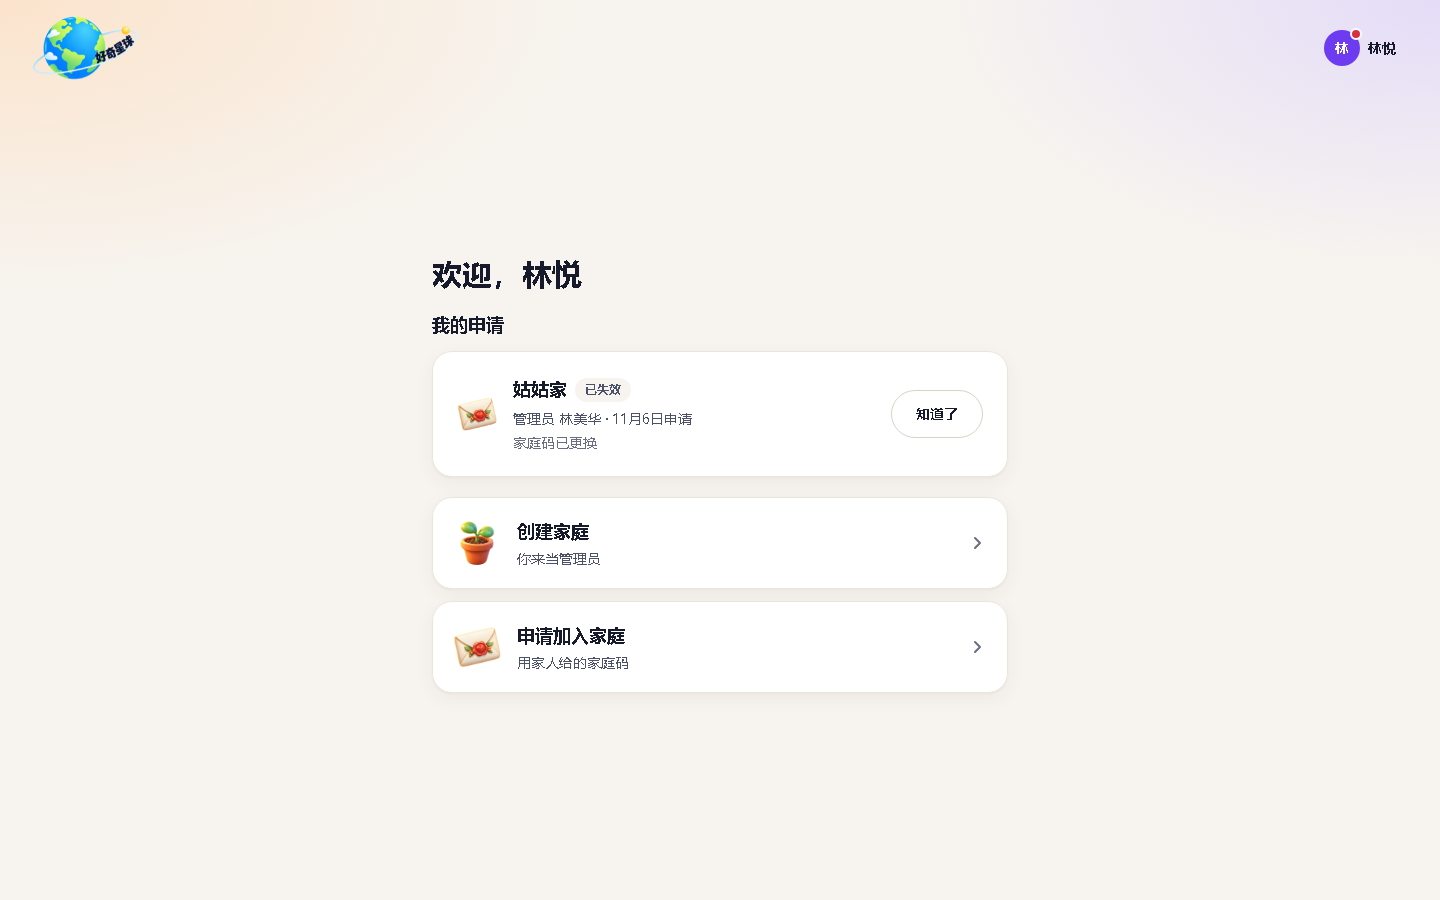 好奇星球
林 林悦
欢迎，林悦
我的申请
姑姑家 已失效
管理员 林美华 · 11月6日申请
家庭码已更换
知道了
创建家庭
你来当管理员
申请加入家庭
用家人给的家庭码